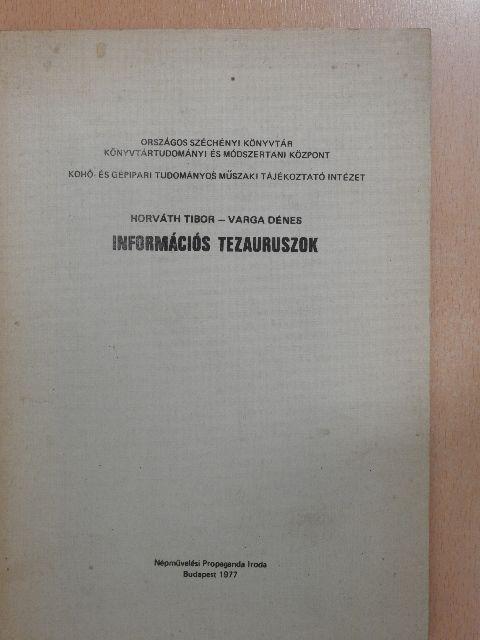 ORSZÁGOS SZÉCHÉNYI KÖNYVTÁR
KÖNYVTÁRTUDOMÁNYI ÉS MÓDSZERTANI KÖZPONT
KOHÓ- ÉS GÉPIPARI TUDOMÁNYOS MŰSZAKI TÁJÉKOZTATÓ INTÉZET
HORVÁTH TIBOR – VARGA DÉNES
INFORMÁCIÓS TEZAURUSZOK
Népművelési Propaganda Iroda
Budapest 1977